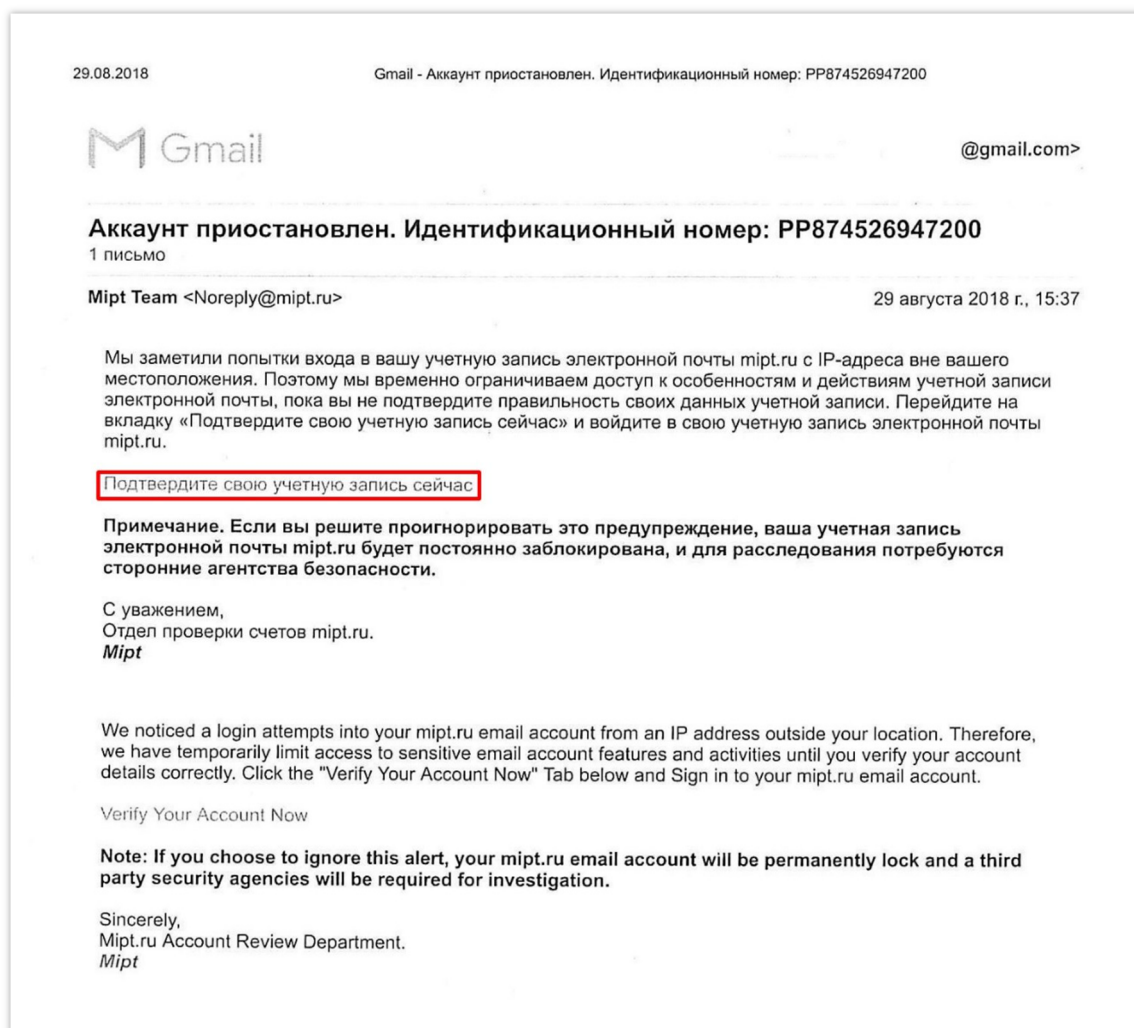 29.08.2018 Gmail - Аккаунт приостановлен. Идентификационный номер: PP874526947200
Gmail @gmail.com>
Аккаунт приостановлен. Идентификационный номер: PP874526947200
1 письмо
Mipt Team <Noreply@mipt.ru> 29 августа 2018 г., 15:37
Мы заметили попытки входа в вашу учетную запись электронной почты mipt.ru с IP-адреса вне вашего
местоположения. Поэтому мы временно ограничиваем доступ к особенностям и действиям учетной записи
электронной почты, пока вы не подтвердите правильность своих данных учетной записи. Перейдите на
вкладку «Подтвердите свою учетную запись сейчас» и войдите в свою учетную запись электронной почты
mipt.ru.
Подтвердите свою учетную запись сейчас
Примечание. Если вы решите проигнорировать это предупреждение, ваша учетная запись
электронной почты mipt.ru будет постоянно заблокирована, и для расследования потребуются
сторонние агентства безопасности.
С уважением,
Отдел проверки счетов mipt.ru.
Mipt
We noticed a login attempts into your mipt.ru email account from an IP address outside your location. Therefore,
we have temporarily limit access to sensitive email account features and activities until you verify your account
details correctly. Click the "Verify Your Account Now" Tab below and Sign in to your mipt.ru email account.
Verify Your Account Now
Note: If you choose to ignore this alert, your mipt.ru email account will be permanently lock and a third
party security agencies will be required for investigation.
Sincerely,
Mipt.ru Account Review Department.
Mipt